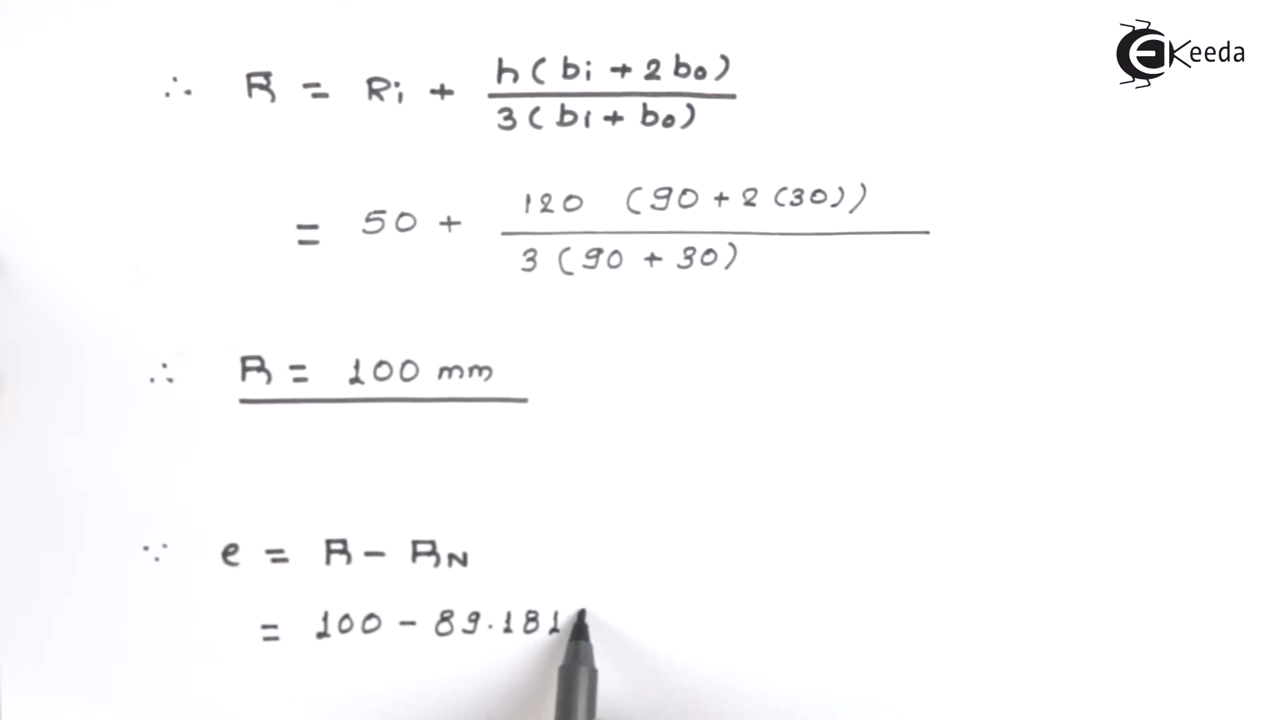 Keeda
∴ R = Ri + h(bi + 2bo) / 3(bi + bo)
= 50 + 120 (90 + 2(30)) / 3(90 + 30)
∴ R = 100 mm
∵ e = R - RN
= 100 - 89.181